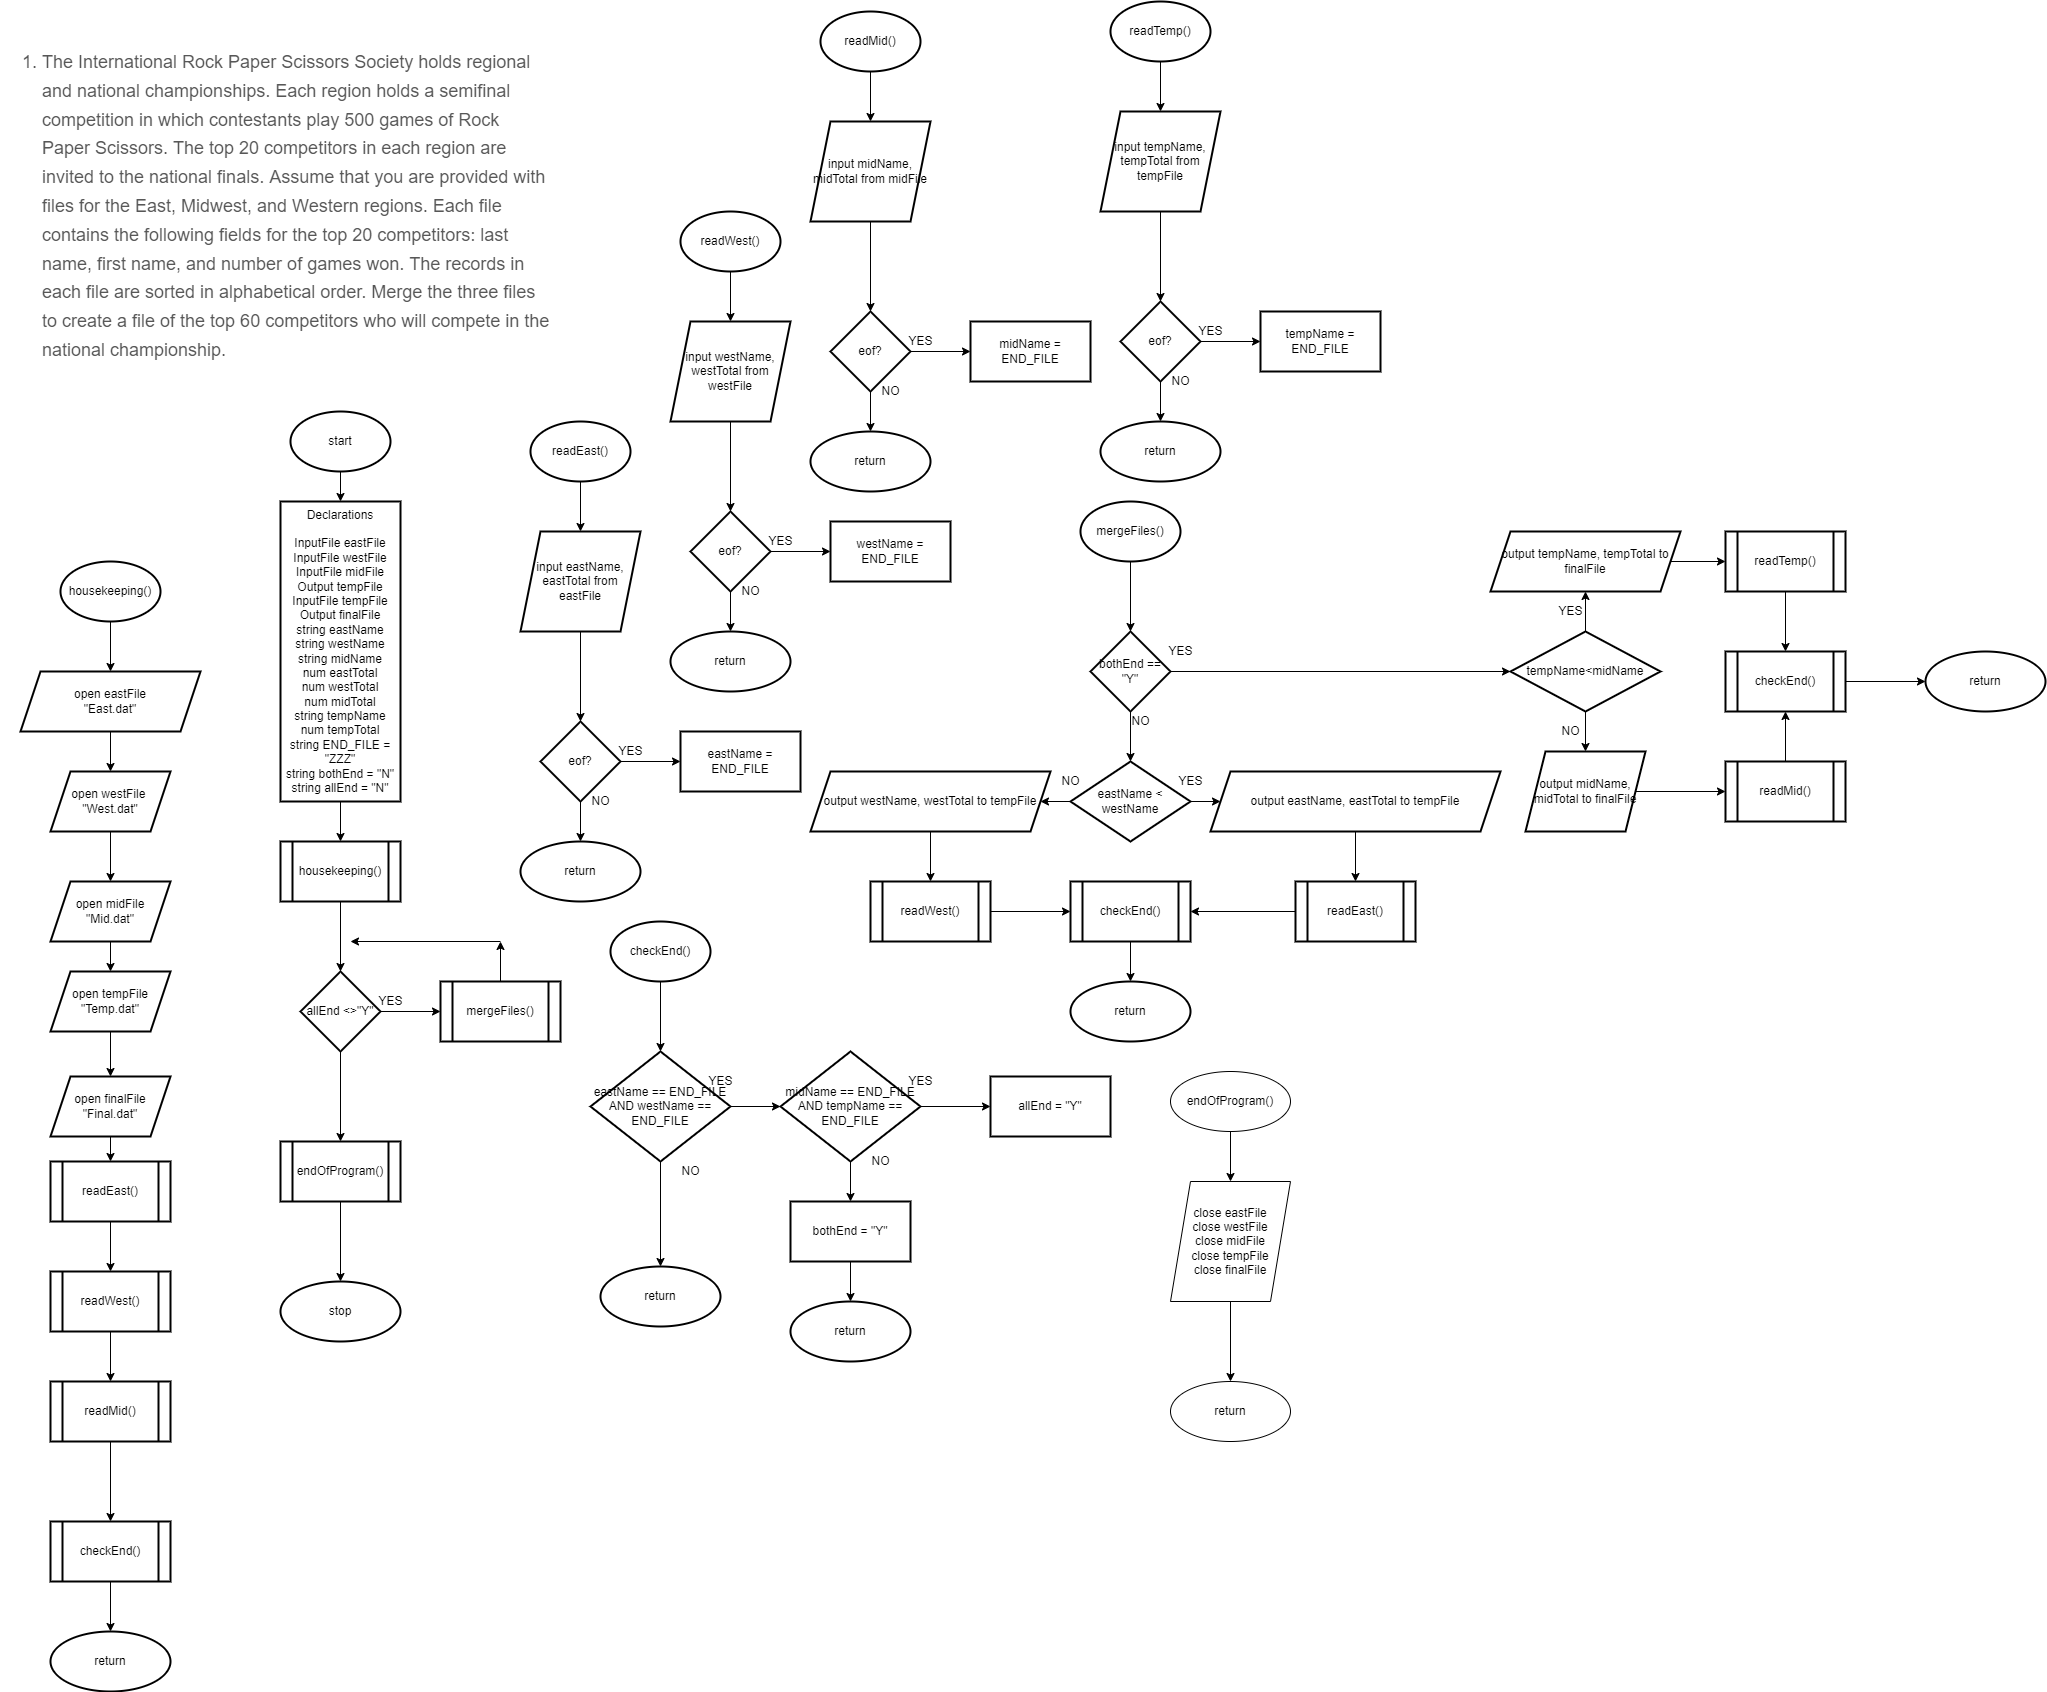 1. The International Rock Paper Scissors Society holds regional
and national championships. Each region holds a semifinal
competition in which contestants play 500 games of Rock
Paper Scissors. The top 20 competitors in each region are
invited to the national finals. Assume that you are provided with
files for the East, Midwest, and Western regions. Each file
contains the following fields for the top 20 competitors: last
name, first name, and number of games won. The records in
each file are sorted in alphabetical order. Merge the three files
to create a file of the top 60 competitors who will compete in the
national championship.
housekeeping()
open eastFile
"East.dat"
open westFile
"West.dat"
open midFile
"Mid.dat"
open tempFile
"Temp.dat"
open finalFile
"Final.dat"
readEast()
readWest()
readMid()
checkEnd()
return
start
Declarations
InputFile eastFile
InputFile westFile
InputFile midFile
Output tempFile
InputFile tempFile
Output finalFile
string eastName
string westName
string midName
num eastTotal
num westTotal
num midTotal
string tempName
num tempTotal
string END_FILE =
"ZZZ"
string bothEnd = "N"
string allEnd = "N"
housekeeping()
allEnd <>"Y"
YES
mergeFiles()
endOfProgram()
stop
readEast()
input eastName,
eastTotal from
eastFile
eof?
YES
eastName =
END_FILE
NO
return
readWest()
input westName,
westTotal from
westFile
eof?
YES
westName =
END_FILE
NO
return
readMid()
input midName,
midTotal from midFile
eof?
YES
midName =
END_FILE
NO
return
readTemp()
input tempName,
tempTotal from
tempFile
eof?
YES
tempName =
END_FILE
NO
return
mergeFiles()
bothEnd ==
"Y"
YES
NO
eastName <
westName
NO
YES
output westName, westTotal to tempFile
output eastName, eastTotal to tempFile
readWest()
checkEnd()
readEast()
return
tempName<midName
YES
output tempName, tempTotal to
finalFile
readTemp()
NO
output midName,
midTotal to finalFile
readMid()
checkEnd()
return
checkEnd()
eastName == END_FILE
AND westName ==
END_FILE
YES
NO
return
midName == END_FILE
AND tempName ==
END_FILE
YES
allEnd = "Y"
NO
bothEnd = "Y"
return
endOfProgram()
close eastFile
close westFile
close midFile
close tempFile
close finalFile
return